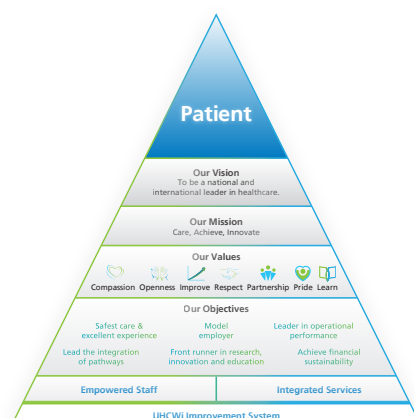 Patient
Our Vision
To be a national and
international leader in healthcare.
Our Mission
Care, Achieve, Innovate
Our Values
Compassion Openness Improve Respect Partnership Pride Learn
Our Objectives
Safest care &
excellent experience
Model
employer
Leader in operational
performance
Lead the integration
of pathways
Front runner in research,
innovation and education
Achieve financial
sustainability
Empowered Staff
Integrated Services
UHCWi Improvement System